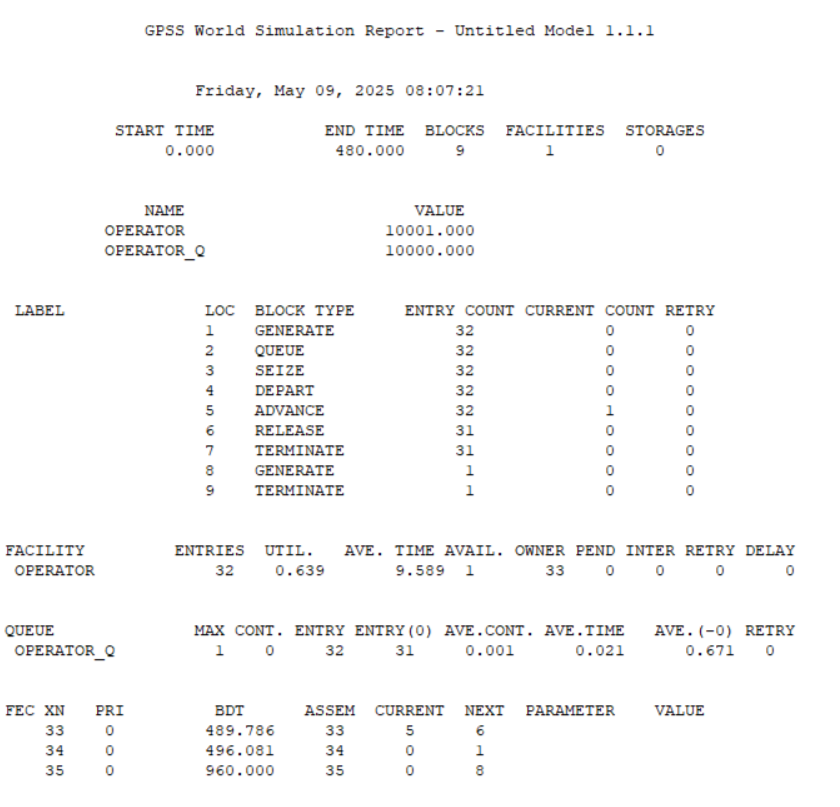 GPSS World Simulation Report - Untitled Model 1.1.1
Friday, May 09, 2025 08:07:21
START TIME END TIME BLOCKS FACILITIES STORAGES
0.000 480.000 9 1 0
NAME VALUE
OPERATOR 10001.000
OPERATOR_Q 10000.000
LABEL LOC BLOCK TYPE ENTRY COUNT CURRENT COUNT RETRY
1 GENERATE 32 0 0
2 QUEUE 32 0 0
3 SEIZE 32 0 0
4 DEPART 32 0 0
5 ADVANCE 32 1 0
6 RELEASE 31 0 0
7 TERMINATE 31 0 0
8 GENERATE 1 0 0
9 TERMINATE 1 0 0
FACILITY ENTRIES UTIL. AVE. TIME AVAIL. OWNER PEND INTER RETRY DELAY
OPERATOR 32 0.639 9.589 1 33 0 0 0 0
QUEUE MAX CONT. ENTRY ENTRY(0) AVE.CONT. AVE.TIME AVE.(-0) RETRY
OPERATOR_Q 1 0 32 31 0.001 0.021 0.671 0
FEC XN PRI BDT ASSEM CURRENT NEXT PARAMETER VALUE
33 0 489.786 33 5 6
34 0 496.081 34 0 1
35 0 960.000 35 0 8